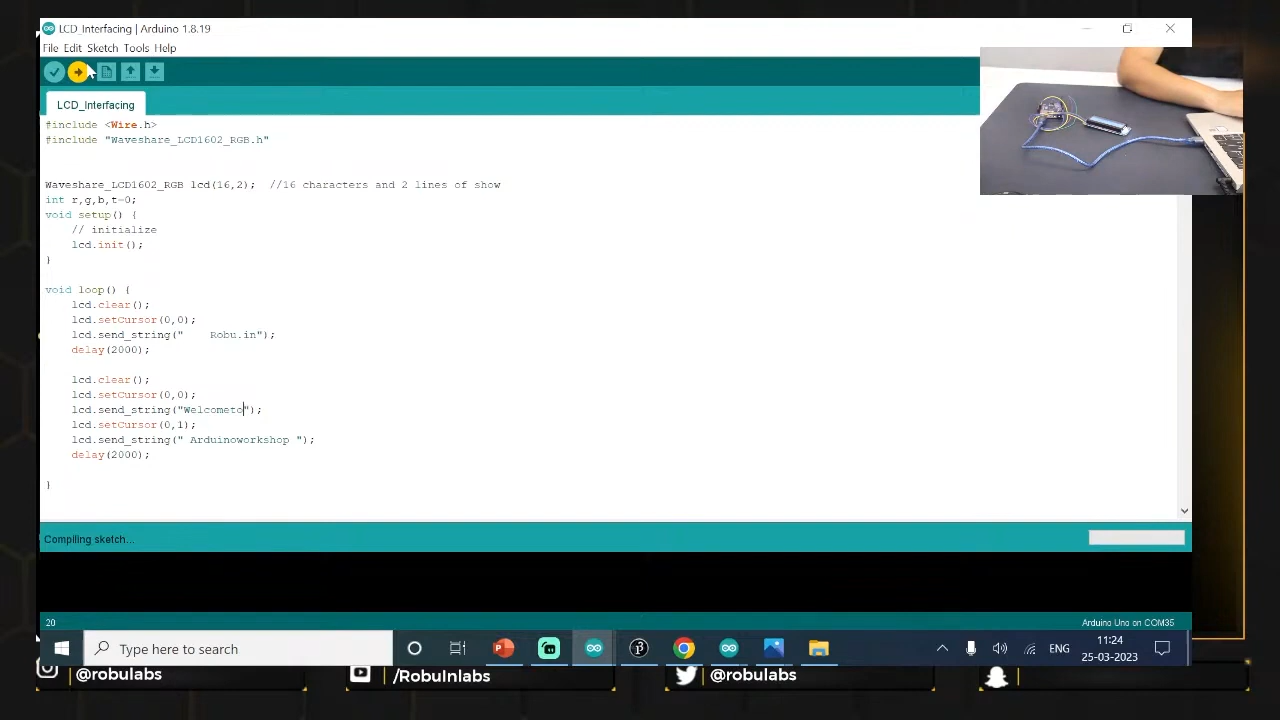 LCD_Interfacing | Arduino 1.8.19
File Edit Sketch Tools Help
LCD_Interfacing
#include <Wire.h>
#include "Waveshare_LCD1602_RGB.h"
Waveshare_LCD1602_RGB lcd(16,2);  //16 characters and 2 lines of show
int r,g,b,t=0;
void setup() {
    // initialize
    lcd.init();
}
void loop() {
    lcd.clear();
    lcd.setCursor(0,0);
    lcd.send_string("    Robu.in");
    delay(2000);
    lcd.clear();
    lcd.setCursor(0,0);
    lcd.send_string("Welcometo");
    lcd.setCursor(0,1);
    lcd.send_string(" Arduinoworkshop ");
    delay(2000);
}
Compiling sketch...
20
Arduino Uno on COM35
Type here to search
ENG
11:24
25-03-2023
@robulabs
/RobuInlabs
@robulabs